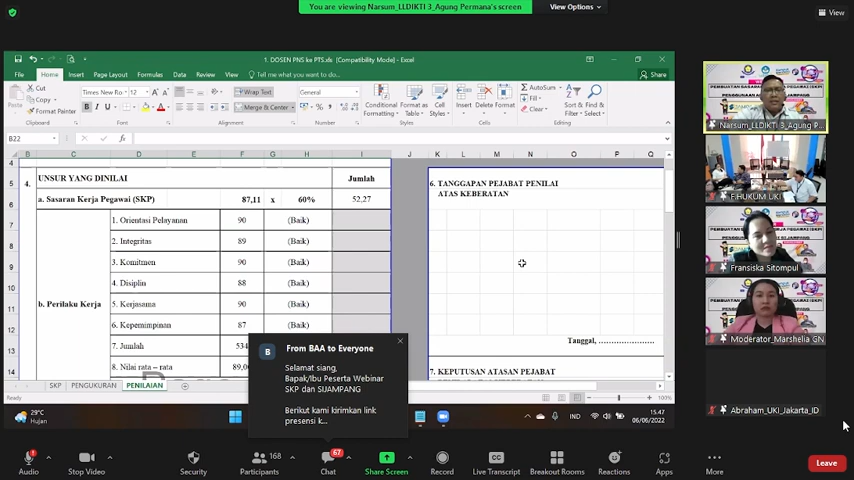 You are viewing Narsum_LLDIKTI 3_Agung Permana's screen
View Options
View
1. DOSEN PNS ke PTS.xls [Compatibility Mode] - Excel
File Home Insert Page Layout Formulas Data Review View Tell me what you want to do... Share
Cut
Copy
Format Painter
Times New Ro
12
Wrap Text
Merge & Center
General
Conditional Formatting
Format as Table
Cell Styles
Insert Delete Format
AutoSum
Fill
Clear
Sort & Filter
Find & Select
Clipboard
Font
Alignment
Number
Styles
Cells
Editing
B22
B C D E F G H I J K L M N O P Q
4. UNSUR YANG DINILAI Jumlah
a. Sasaran Kerja Pegawai (SKP) 87,11 x 60% 52,27
1. Orientasi Pelayanan 90 (Baik)
2. Integritas 89 (Baik)
3. Komitmen 90 (Baik)
4. Disiplin 88 (Baik)
b. Perilaku Kerja 5. Kerjasama 90 (Baik)
6. Kepemimpinan 87 (Baik)
7. Jumlah 534
8. Nilai rata – rata 89,0
6. TANGGAPAN PEJABAT PENILAI
ATAS KEBERATAN
Tanggal, ......................
7. KEPUTUSAN ATASAN PEJABAT
SKP PENGUKURAN PENILAIAN
Ready
100%
From BAA to Everyone
B
Selamat siang,
Bapak/Ibu Peserta Webinar
SKP dan SIJAMPANG
Berikut kami kirimkan link
presensi k...
29°C
Hujan
IND
15.47
06/06/2022
Narsum_LLDIKTI 3_Agung P...
F.HUKUM UKI
Fransiska Sitompul
Moderator_Marshelia GN
Abraham_UKI_Jakarta_ID
Audio
Stop Video
Security
Participants
168
Chat
67
Share Screen
Record
Live Transcript
Breakout Rooms
Reactions
Apps
More
Leave